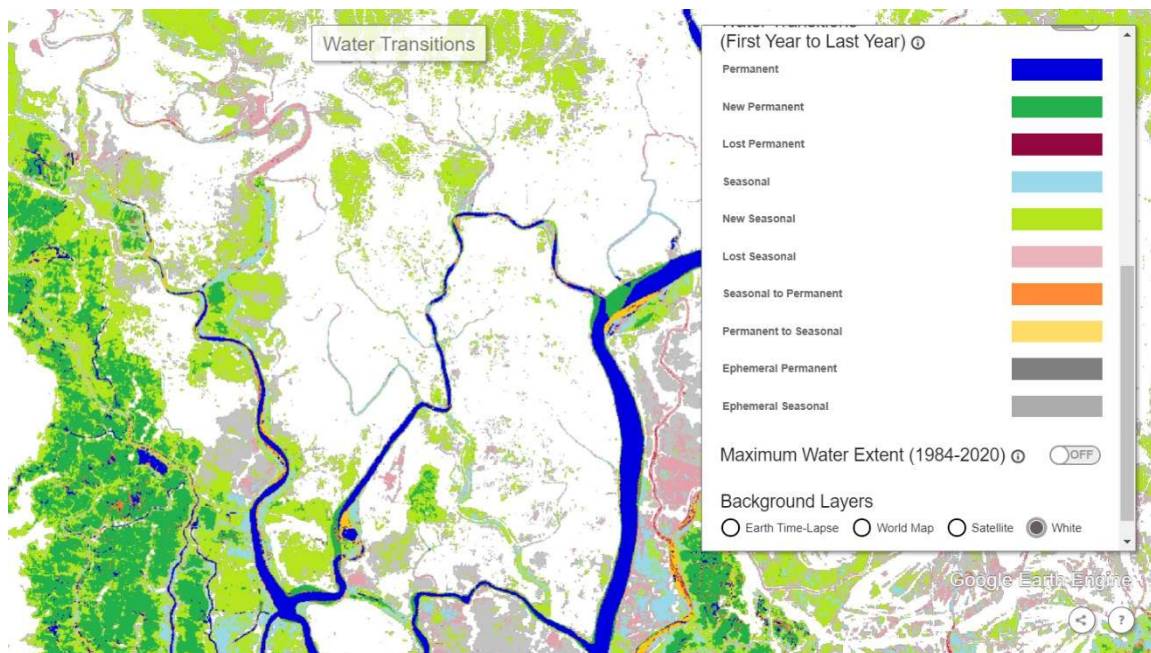 Water Transitions
Water Transitions
(First Year to Last Year)
Permanent
New Permanent
Lost Permanent
Seasonal
New Seasonal
Lost Seasonal
Seasonal to Permanent
Permanent to Seasonal
Ephemeral Permanent
Ephemeral Seasonal
Maximum Water Extent (1984-2020) OFF
Background Layers
Earth Time-Lapse World Map Satellite White
Google Earth Engine
?